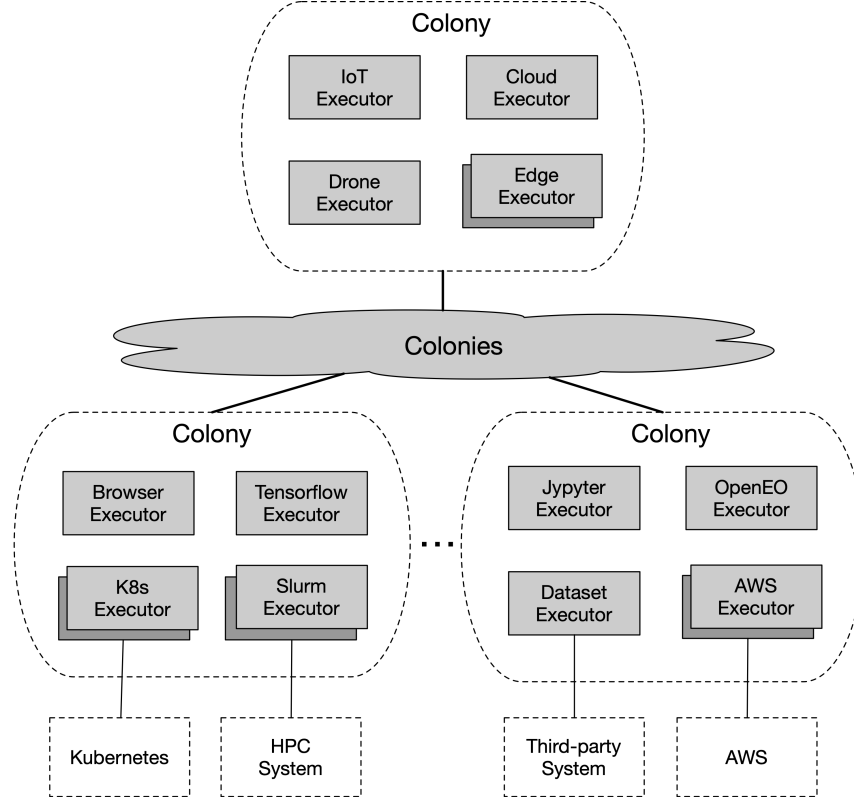 Colony
IoT
Executor
Cloud
Executor
Drone
Executor
Edge
Executor
Colonies
Colony
Browser
Executor
Tensorflow
Executor
K8s
Executor
Slurm
Executor
...
Colony
Jypyter
Executor
OpenEO
Executor
Dataset
Executor
AWS
Executor
Kubernetes
HPC
System
Third-party
System
AWS